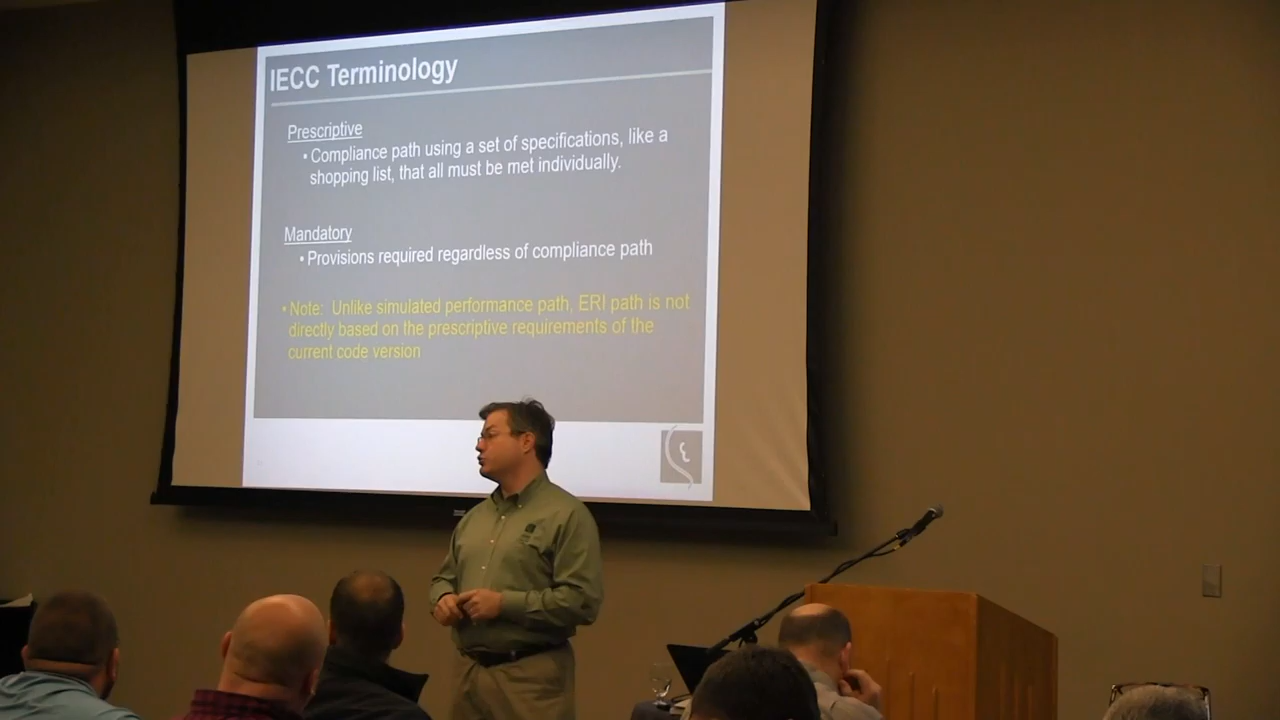 IECC Terminology
Prescriptive
• Compliance path using a set of specifications, like a
shopping list, that all must be met individually.
Mandatory
• Provisions required regardless of compliance path
• Note: Unlike simulated performance path, ERI path is not
directly based on the prescriptive requirements of the
current code version